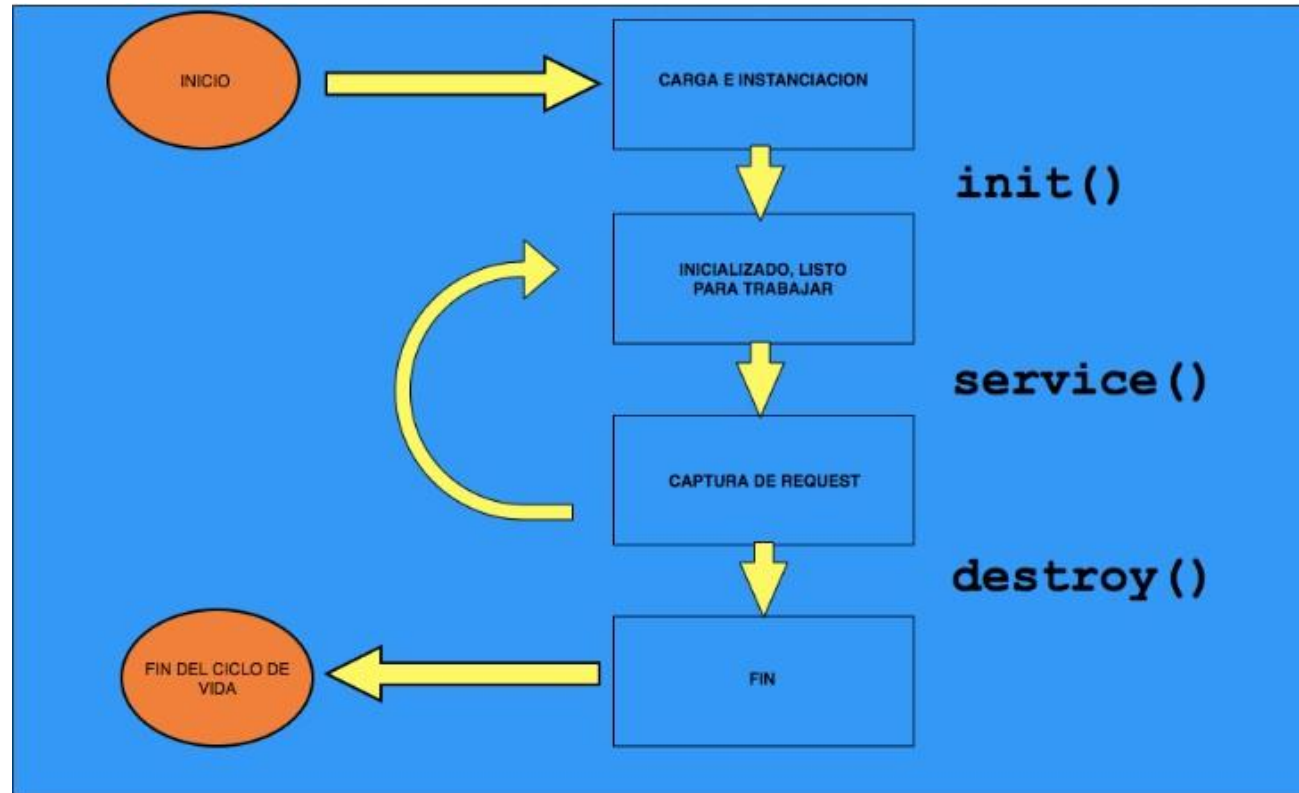 INICIO
CARGA E INSTANCIACION
init()
INICIALIZADO, LISTO
PARA TRABAJAR
service()
CAPTURA DE REQUEST
destroy()
FIN DEL CICLO DE
VIDA
FIN